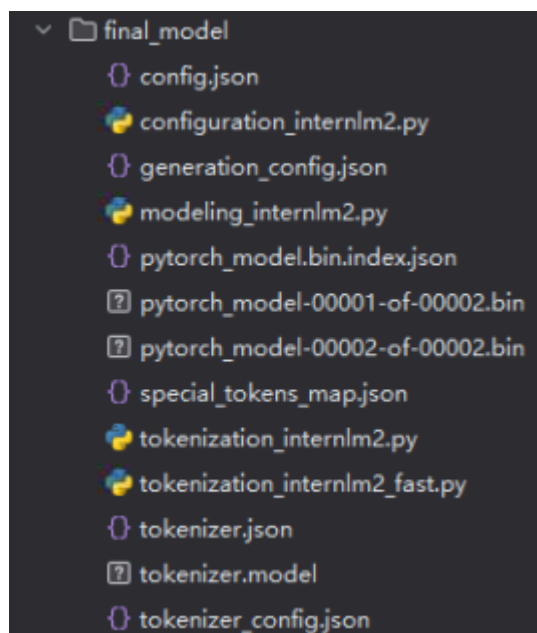 final_model
config.json
configuration_internlm2.py
generation_config.json
modeling_internlm2.py
pytorch_model.bin.index.json
pytorch_model-00001-of-00002.bin
pytorch_model-00002-of-00002.bin
special_tokens_map.json
tokenization_internlm2.py
tokenization_internlm2_fast.py
tokenizer.json
tokenizer.model
tokenizer_config.json